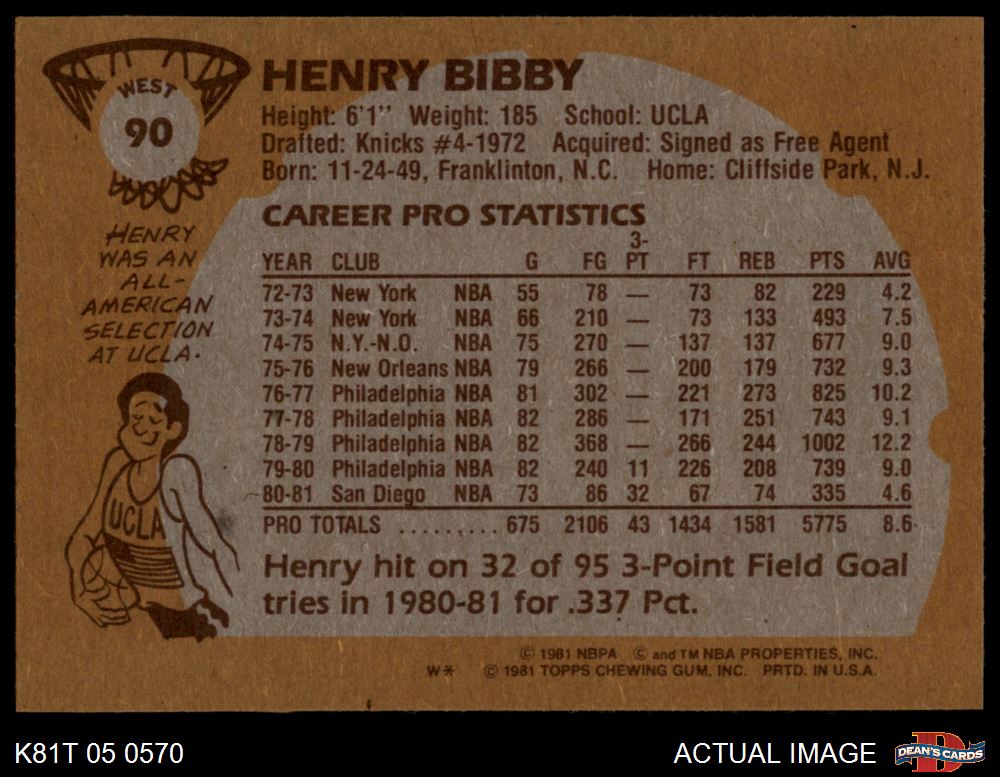 WEST
90
HENRY BIBBY
Height: 6'1" Weight: 185 School: UCLA
Drafted: Knicks #4-1972 Acquired: Signed as Free Agent
Born: 11-24-49, Franklinton, N.C. Home: Cliffside Park, N.J.
HENRY
WAS AN
ALL-
AMERICAN
SELECTION
AT UCLA.
UCLA
CAREER PRO STATISTICS
YEAR CLUB G FG 3-PT FT REB PTS AVG
72-73 New York NBA 55 78 — 73 82 229 4.2
73-74 New York NBA 66 210 — 73 133 493 7.5
74-75 N.Y.-N.O. NBA 75 270 — 137 137 677 9.0
75-76 New Orleans NBA 79 266 — 200 179 732 9.3
76-77 Philadelphia NBA 81 302 — 221 273 825 10.2
77-78 Philadelphia NBA 82 286 — 171 251 743 9.1
78-79 Philadelphia NBA 82 368 — 266 244 1002 12.2
79-80 Philadelphia NBA 82 240 11 226 208 739 9.0
80-81 San Diego NBA 73 86 32 67 74 335 4.6
PRO TOTALS .......... 675 2106 43 1434 1581 5775 8.6
Henry hit on 32 of 95 3-Point Field Goal
tries in 1980-81 for .337 Pct.
© 1981 NBPA © and TM NBA PROPERTIES, INC.
W* © 1981 TOPPS CHEWING GUM, INC. PRTD. IN U.S.A.
K81T 05 0570
ACTUAL IMAGE
D
DEAN'S CARDS